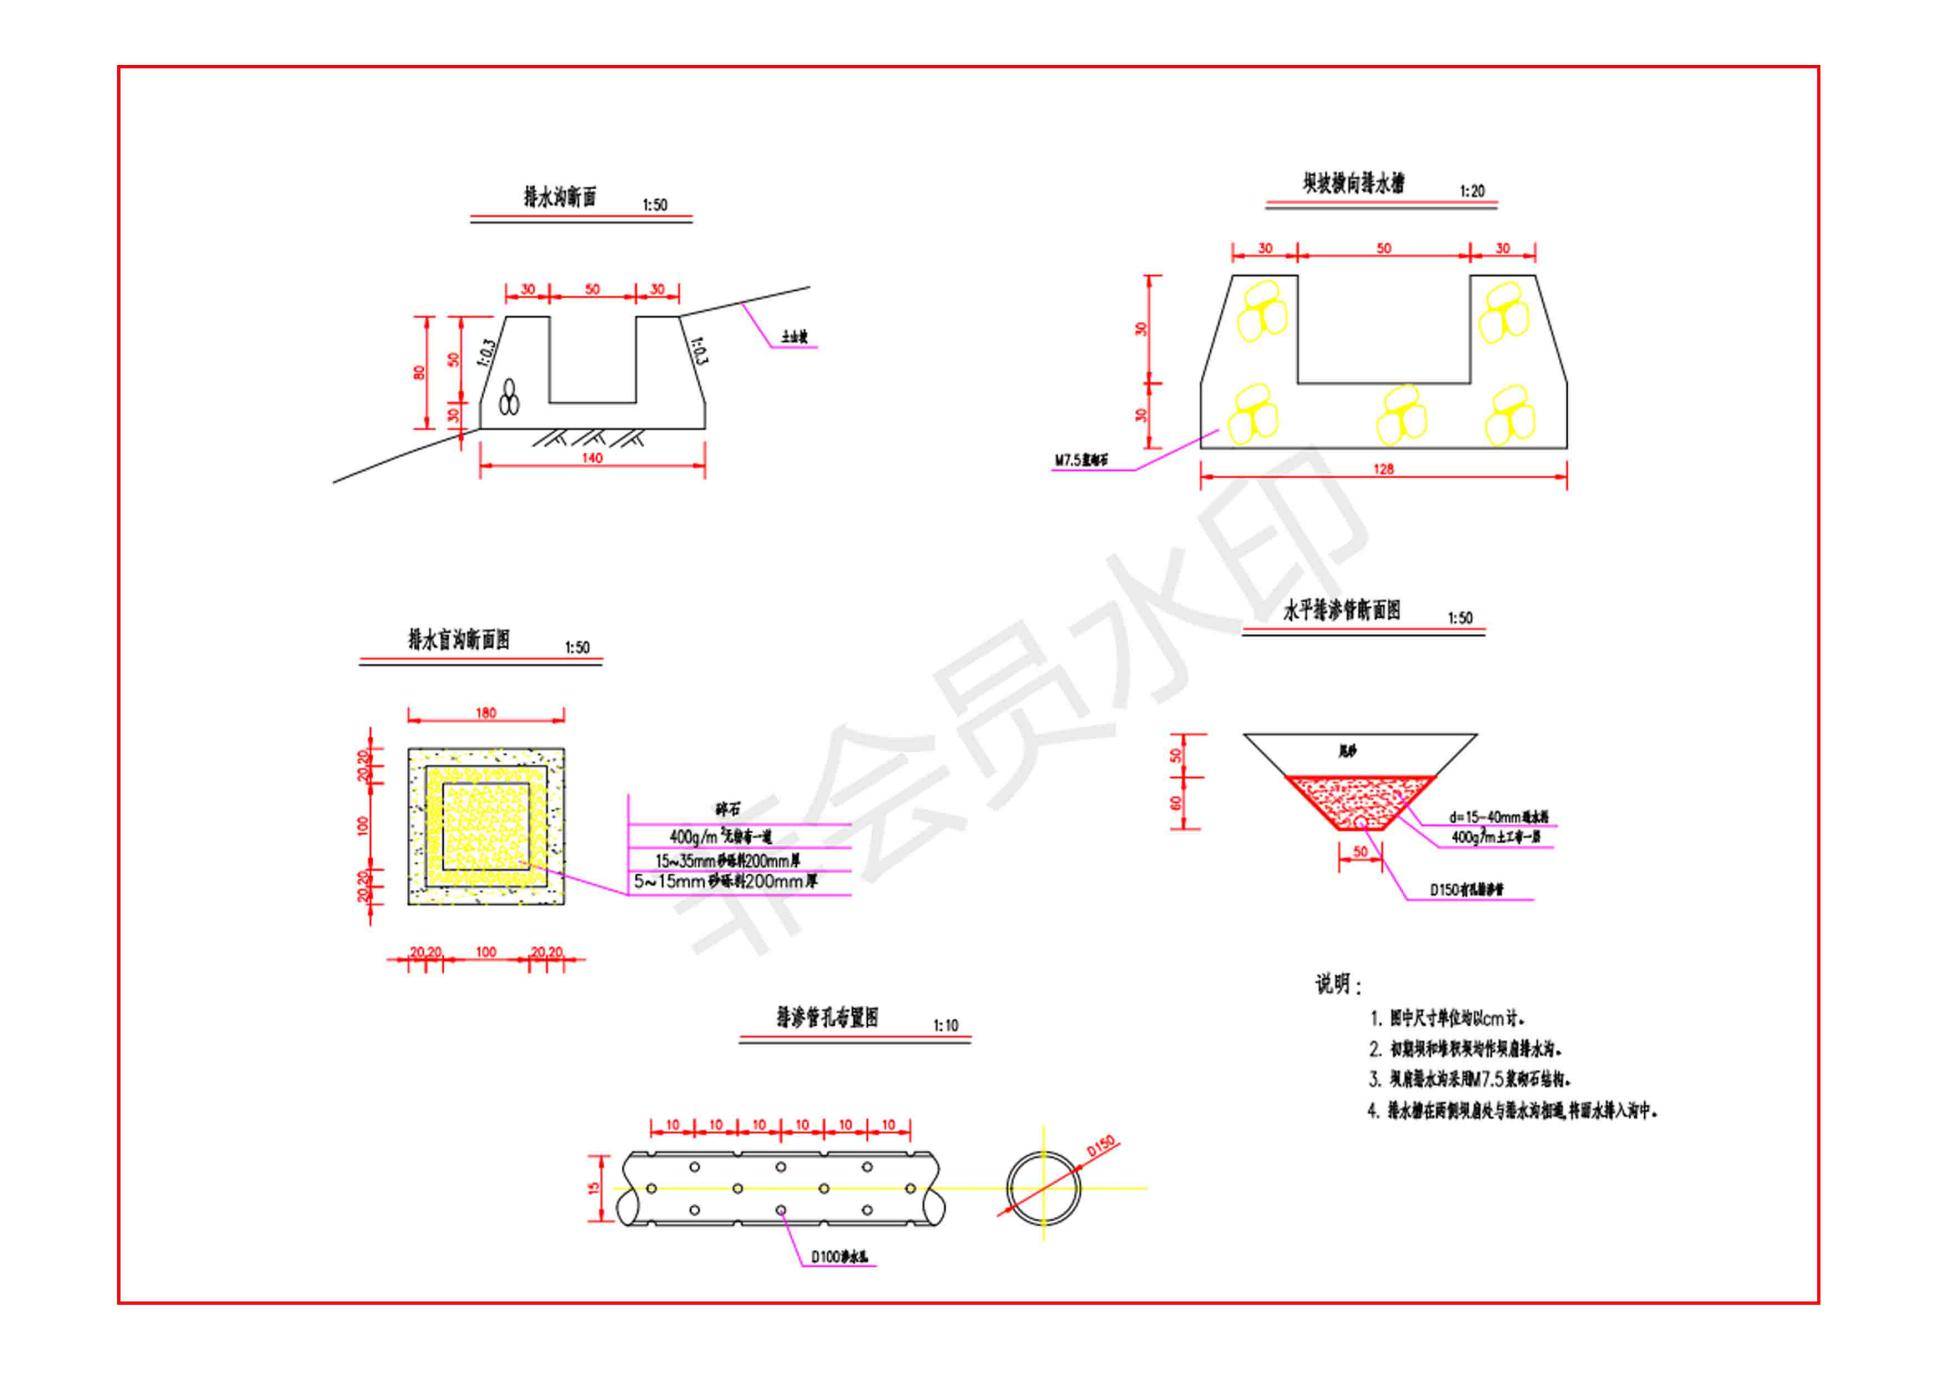 排水沟断面 1:50
30 50 30
80
50
30
1:0.3
1:0.3
土山坡
140
坝坡横向排水槽 1:20
30 50 30
30
30
M7.5浆砌石
128
排水盲沟断面图 1:50
180
20 20
100
20 20
20 20 100 20 20
碎石
400g/m²无纺布一道
15~35mm砂砾料200mm厚
5~15mm砂砾料200mm厚
水平排渗管断面图 1:50
50
60
尾砂
50
d=15-40mm透水料
400g/m²土工布一层
D150有孔排渗管
排渗管孔布置图 1:10
10 10 10 10 10 10
15
D150
D100渗水孔
说明：
1. 图中尺寸单位均以cm计。
2. 初期坝和堆积坝均作坝肩排水沟。
3. 坝肩排水沟采用M7.5浆砌石结构。
4. 排水槽在两侧坝肩处与排水沟相通,将雨水排入沟中。
非会员水印